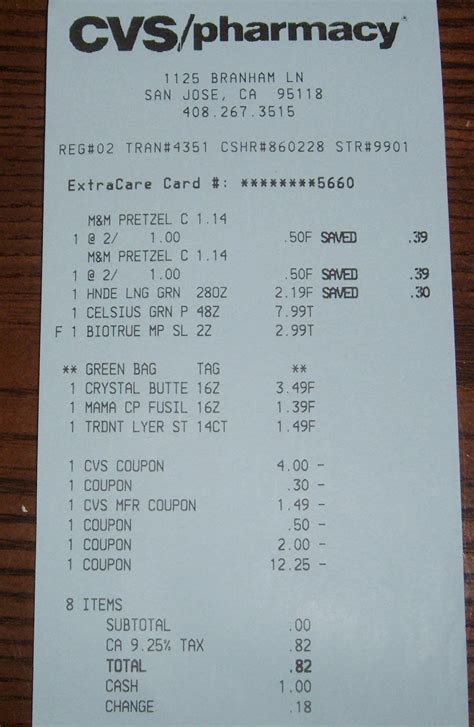 CVS/pharmacy
1125 BRANHAM LN
SAN JOSE, CA 95118
408.267.3515
REG#02 TRAN#4351 CSHR#860228 STR#9901
ExtraCare Card #: ********5660
M&M PRETZEL C 1.14
1 @ 2/ 1.00 .50F SAVED .39
M&M PRETZEL C 1.14
1 @ 2/ 1.00 .50F SAVED .39
1 HNDE LNG GRN 28OZ 2.19F SAVED .30
1 CELSIUS GRN P 48Z 7.99T
F 1 BIOTRUE MP SL 2Z 2.99T
** GREEN BAG TAG **
1 CRYSTAL BUTTE 16Z 3.49F
1 MAMA CP FUSIL 16Z 1.39F
1 TRDNT LYER ST 14CT 1.49F
1 CVS COUPON 4.00 -
1 COUPON .30 -
1 CVS MFR COUPON 1.49 -
1 COUPON .50 -
1 COUPON 2.00 -
1 COUPON 12.25 -
8 ITEMS
SUBTOTAL .00
CA 9.25% TAX .82
TOTAL .82
CASH 1.00
CHANGE .18